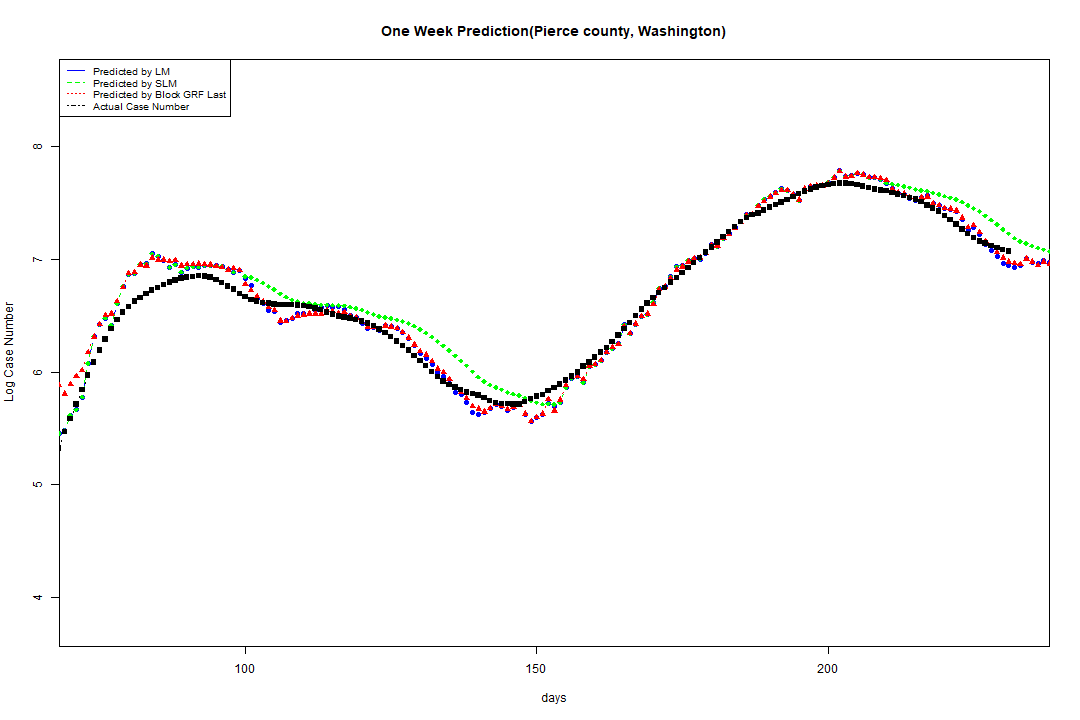 One Week Prediction(Pierce county, Washington)
Predicted by LM
Predicted by SLM
Predicted by Block GRF Last
Actual Case Number
8
7
6
5
4
Log Case Number
100 150 200
days